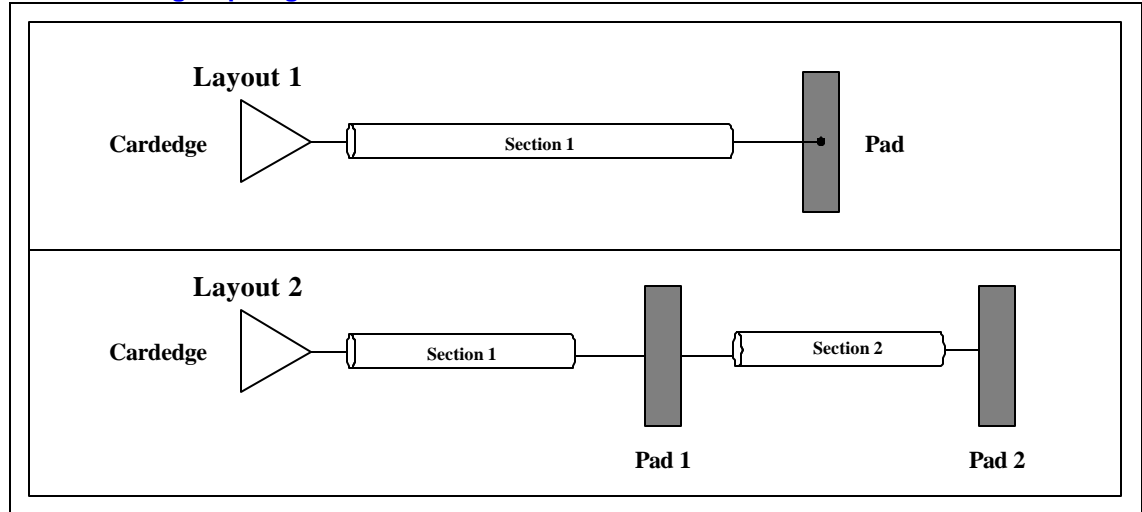 Layout 1
Cardedge
Section 1
Pad
Layout 2
Cardedge
Section 1
Section 2
Pad 1
Pad 2